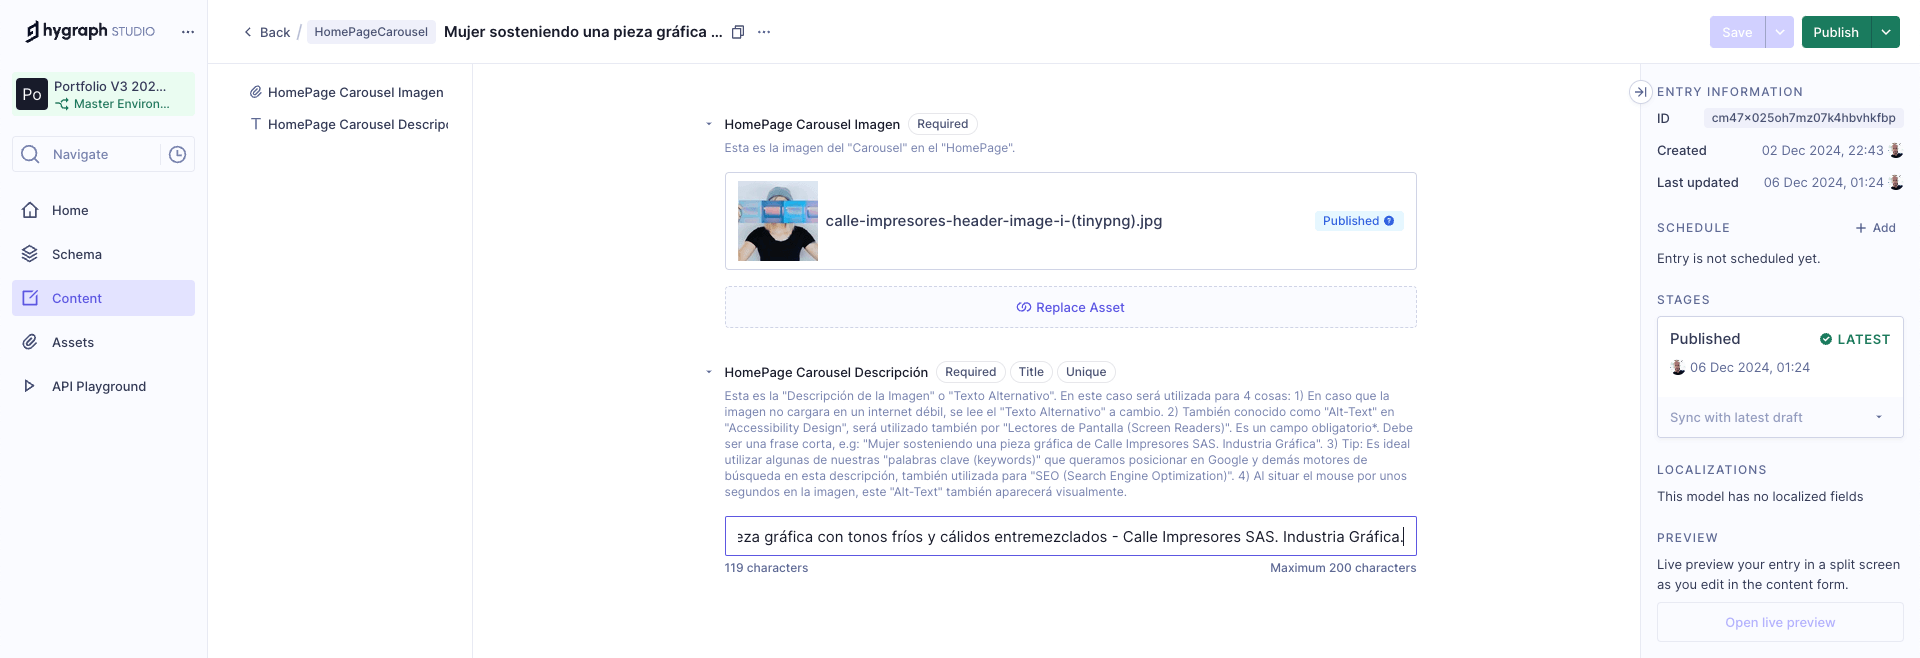 hygraph STUDIO
Back / HomePageCarousel Mujer sosteniendo una pieza gráfica ...
Save
Publish
Po
Portfolio V3 202...
Master Environ...
Navigate
Home
Schema
Content
Assets
API Playground
HomePage Carousel Imagen
HomePage Carousel Descripc
HomePage Carousel Imagen Required
Esta es la imagen del "Carousel" en el "HomePage".
calle-impresores-header-image-i-(tinypng).jpg
Published ?
Replace Asset
HomePage Carousel Descripción Required Title Unique
Esta es la "Descripción de la Imagen" o "Texto Alternativo". En este caso será utilizada para 4 cosas: 1) En caso que la
imagen no cargara en un internet débil, se lee el "Texto Alternativo" a cambio. 2) También conocido como "Alt-Text" en
"Accessibility Design", será utilizado también por "Lectores de Pantalla (Screen Readers)". Es un campo obligatorio*. Debe
ser una frase corta, e.g: "Mujer sosteniendo una pieza gráfica de Calle Impresores SAS. Industria Gráfica". 3) Tip: Es ideal
utilizar algunas de nuestras "palabras clave (keywords)" que queramos posicionar en Google y demás motores de
búsqueda en esta descripción, también utilizada para "SEO (Search Engine Optimization)". 4) Al situar el mouse por unos
segundos en la imagen, este "Alt-Text" también aparecerá visualmente.
eza gráfica con tonos fríos y cálidos entremezclados - Calle Impresores SAS. Industria Gráfica.
119 characters
Maximum 200 characters
ENTRY INFORMATION
ID cm47x025oh7mz07k4hbvhkfbp
Created 02 Dec 2024, 22:43
Last updated 06 Dec 2024, 01:24
SCHEDULE
+ Add
Entry is not scheduled yet.
STAGES
Published LATEST
06 Dec 2024, 01:24
Sync with latest draft
LOCALIZATIONS
This model has no localized fields
PREVIEW
Live preview your entry in a split screen
as you edit in the content form.
Open live preview